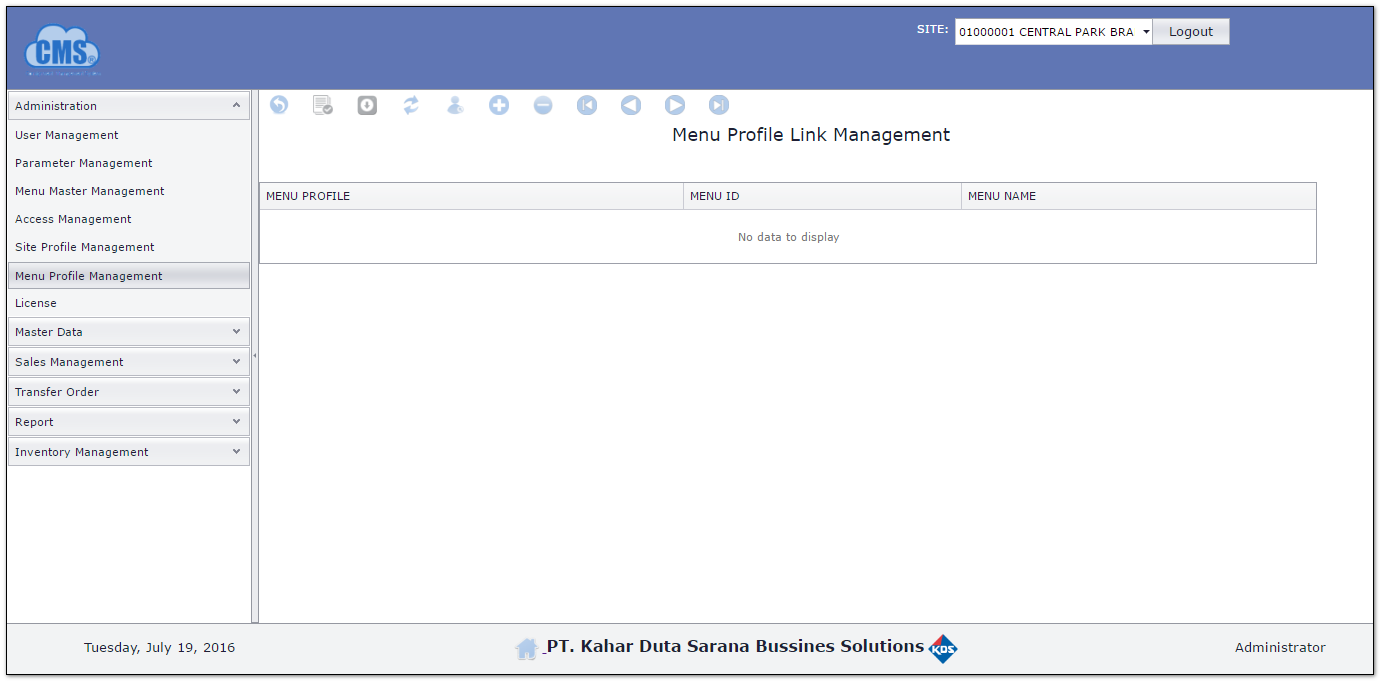 CMS®
SITE: 01000001 CENTRAL PARK BRA Logout
Administration
User Management
Parameter Management
Menu Master Management
Access Management
Site Profile Management
Menu Profile Management
License
Master Data
Sales Management
Transfer Order
Report
Inventory Management
Menu Profile Link Management
MENU PROFILE MENU ID MENU NAME
No data to display
Tuesday, July 19, 2016
PT. Kahar Duta Sarana Bussines Solutions KDS
Administrator